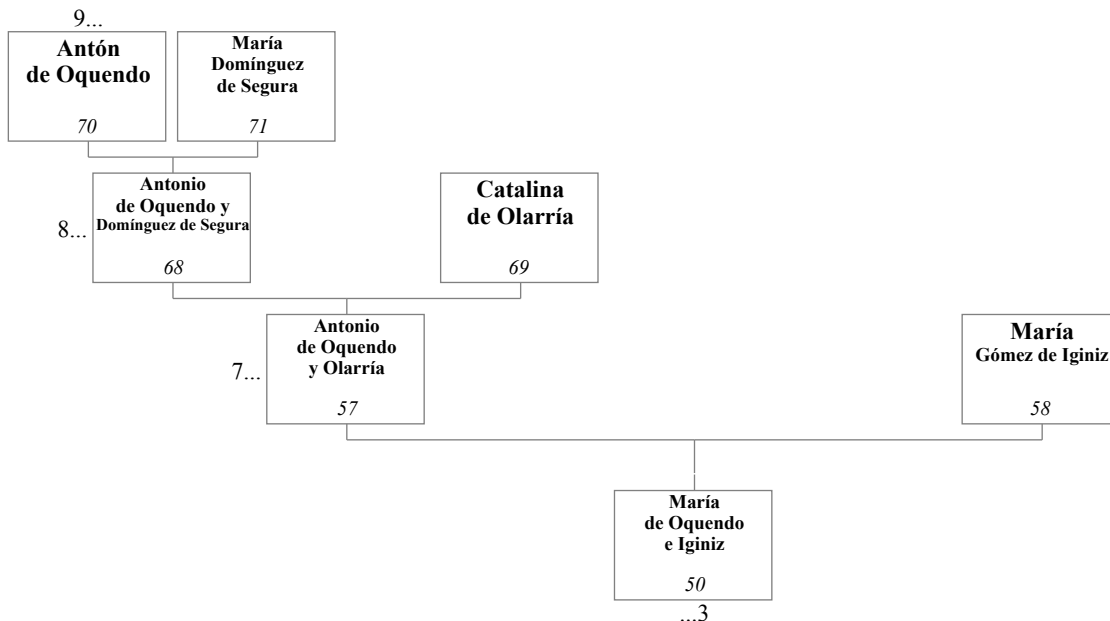 9...
Antón
de Oquendo
70
María
Domínguez
de Segura
71
8...
Antonio
de Oquendo y
Domínguez de Segura
68
Catalina
de Olarría
69
7...
Antonio
de Oquendo
y Olarría
57
María
Gómez de Iginiz
58
María
de Oquendo
e Iginiz
50
...3